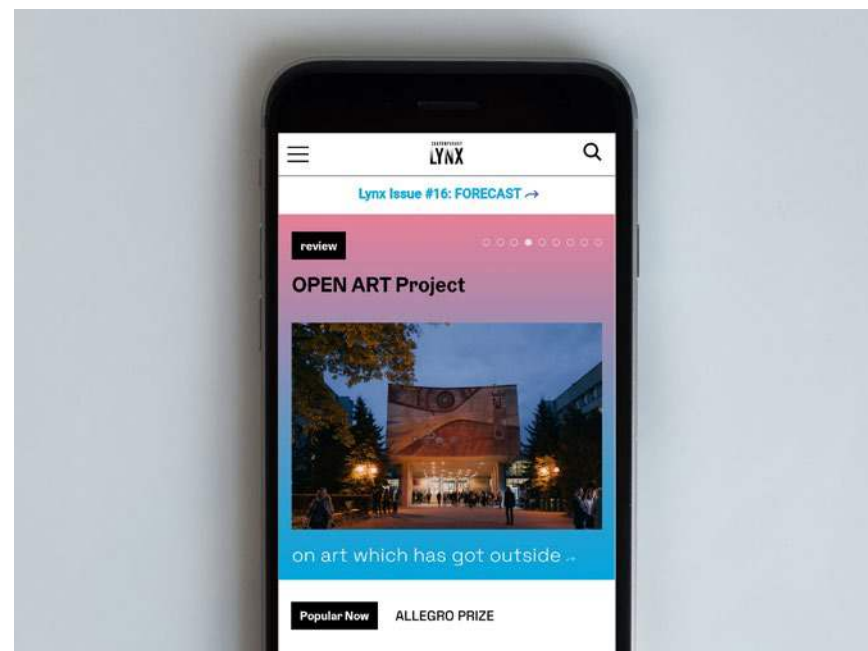 CONTEMPORARY
LYNX
Lynx Issue #16: FORECAST →
review
OPEN ART Project
on art which has got outside →
Popular Now
ALLEGRO PRIZE